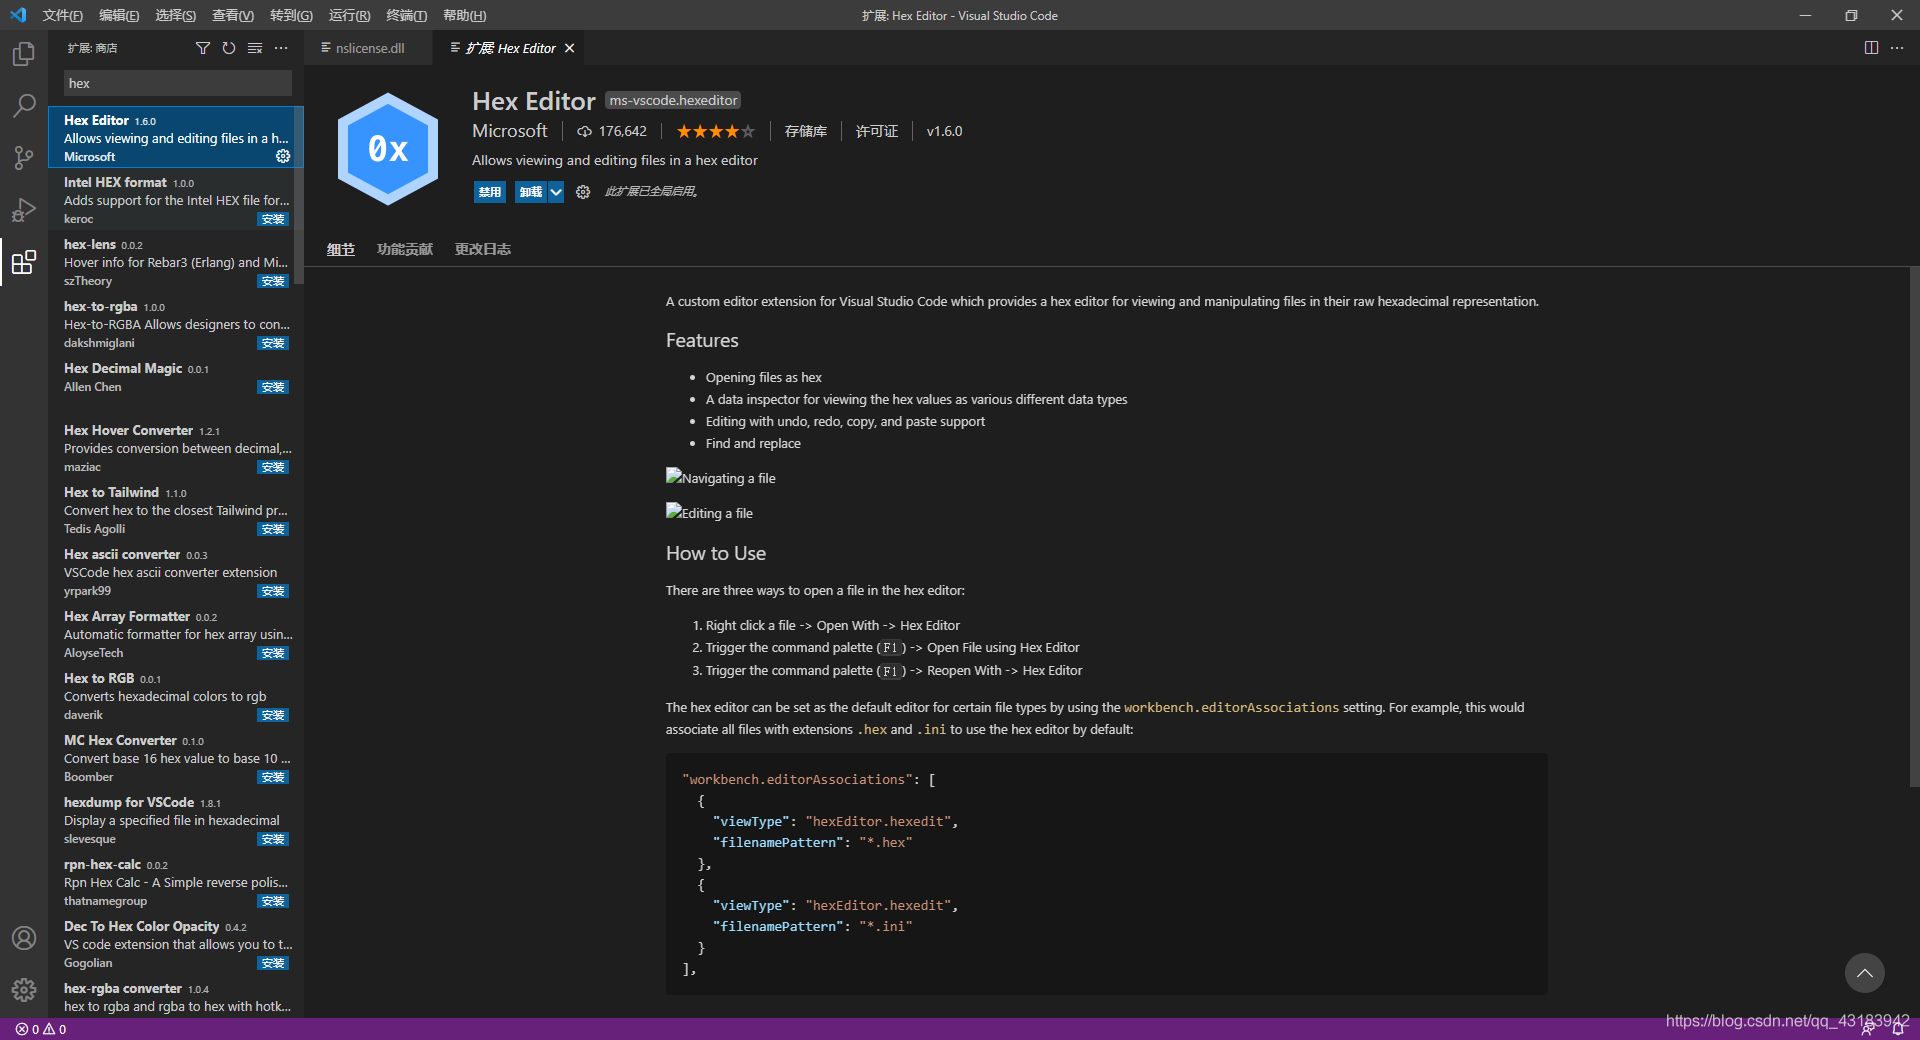 文件(F) 编辑(E) 选择(S) 查看(V) 转到(G) 运行(R) 终端(T) 帮助(H)
扩展: Hex Editor - Visual Studio Code
扩展: 商店
nslicense.dll
扩展: Hex Editor
hex
Hex Editor 1.6.0
Allows viewing and editing files in a h...
Microsoft
Intel HEX format 1.0.0
Adds support for the Intel HEX file for...
keroc 安装
hex-lens 0.0.2
Hover info for Rebar3 (Erlang) and Mi...
szTheory 安装
hex-to-rgba 1.0.0
Hex-to-RGBA Allows designers to con...
dakshmiglani 安装
Hex Decimal Magic 0.0.1
Allen Chen 安装
Hex Hover Converter 1.2.1
Provides conversion between decimal,...
maziac 安装
Hex to Tailwind 1.1.0
Convert hex to the closest Tailwind pr...
Tedis Agolli 安装
Hex ascii converter 0.0.3
VSCode hex ascii converter extension
yrpark99 安装
Hex Array Formatter 0.0.2
Automatic formatter for hex array usin...
AloyseTech 安装
Hex to RGB 0.0.1
Converts hexadecimal colors to rgb
daverik 安装
MC Hex Converter 0.1.0
Convert base 16 hex value to base 10 ...
Boomber 安装
hexdump for VSCode 1.8.1
Display a specified file in hexadecimal
slevesque 安装
rpn-hex-calc 0.0.2
Rpn Hex Calc - A Simple reverse polis...
thatnamegroup 安装
Dec To Hex Color Opacity 0.4.2
VS code extension that allows you to t...
Gogolian 安装
hex-rgba converter 1.0.4
hex to rgba and rgba to hex with hotk...
0x
Hex Editor ms-vscode.hexeditor
Microsoft 176,642 存储库 许可证 v1.6.0
Allows viewing and editing files in a hex editor
禁用 卸载 此扩展已全局启用。
细节 功能贡献 更改日志
A custom editor extension for Visual Studio Code which provides a hex editor for viewing and manipulating files in their raw hexadecimal representation.
Features
• Opening files as hex
• A data inspector for viewing the hex values as various different data types
• Editing with undo, redo, copy, and paste support
• Find and replace
Navigating a file
Editing a file
How to Use
There are three ways to open a file in the hex editor:
1. Right click a file -> Open With -> Hex Editor
2. Trigger the command palette (F1) -> Open File using Hex Editor
3. Trigger the command palette (F1) -> Reopen With -> Hex Editor
The hex editor can be set as the default editor for certain file types by using the workbench.editorAssociations setting. For example, this would
associate all files with extensions .hex and .ini to use the hex editor by default:
"workbench.editorAssociations": [
{
"viewType": "hexEditor.hexedit",
"filenamePattern": "*.hex"
},
{
"viewType": "hexEditor.hexedit",
"filenamePattern": "*.ini"
}
],
0 0
https://blog.csdn.net/qq_43183942